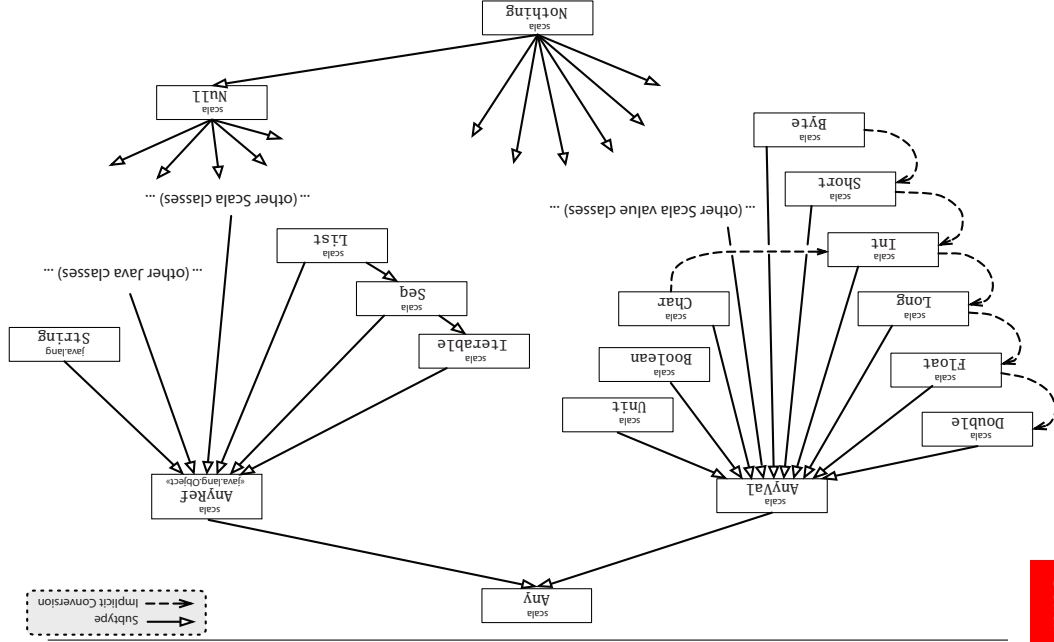 Subtype
Implicit Conversion
scala
Any
scala
AnyVal
scala
AnyRef
«java.lang.Object»
scala
Double
scala
Unit
scala
Float
scala
Boolean
java.lang
String
scala
Iterable
scala
Long
scala
Char
scala
Seq
... (other Java classes) ...
scala
Int
scala
List
... (other Scala value classes) ...
... (other Scala classes) ...
scala
Short
scala
Byte
scala
Null
scala
Nothing